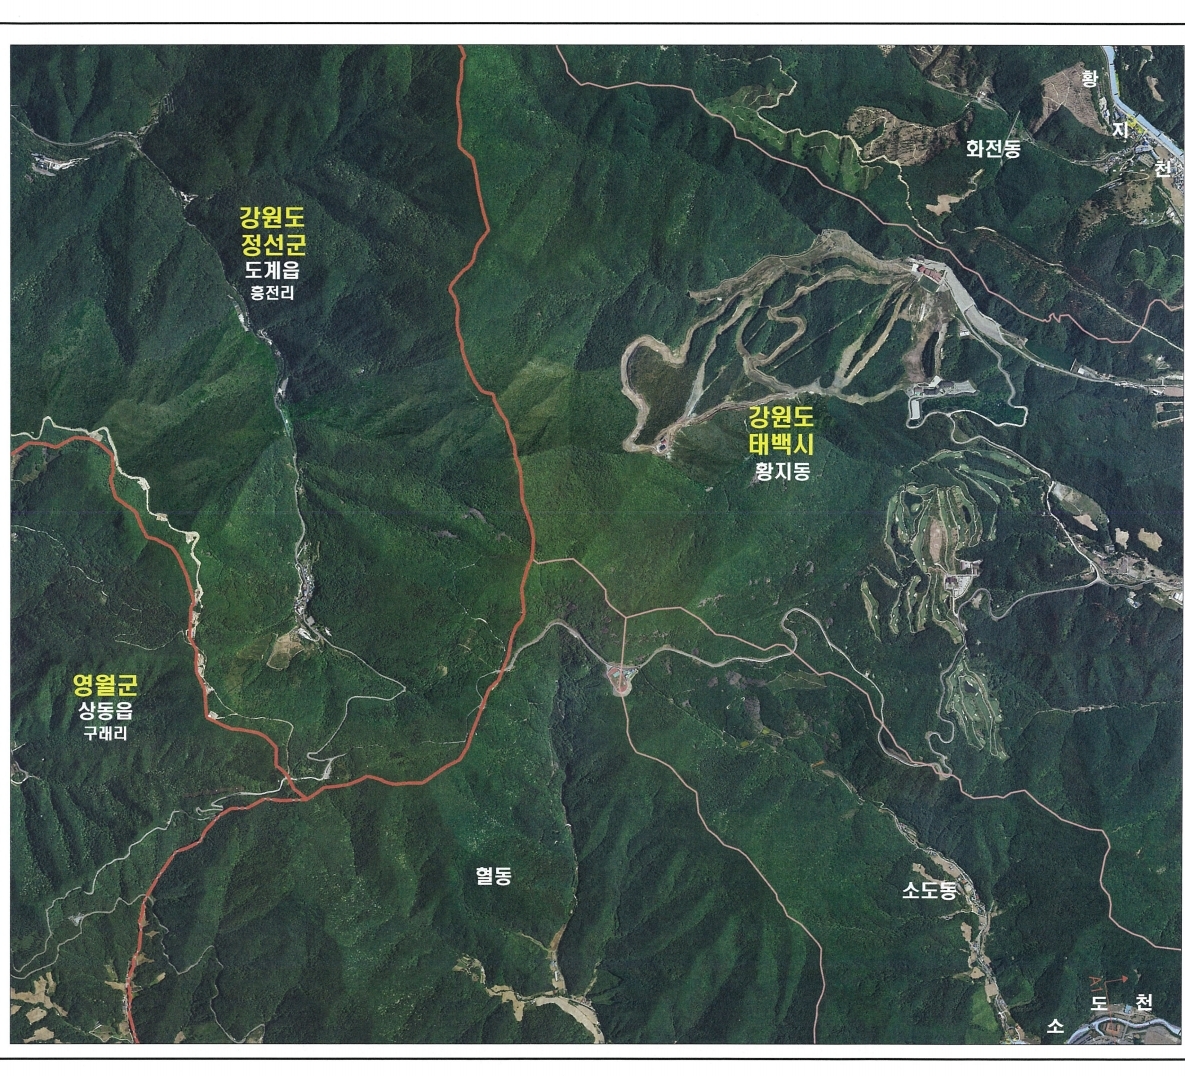 황
지
천
화전동
강원도
정선군
도계읍
흥전리
강원도
태백시
황지동
영월군
상동읍
구래리
혈동
소도동
소 도 천